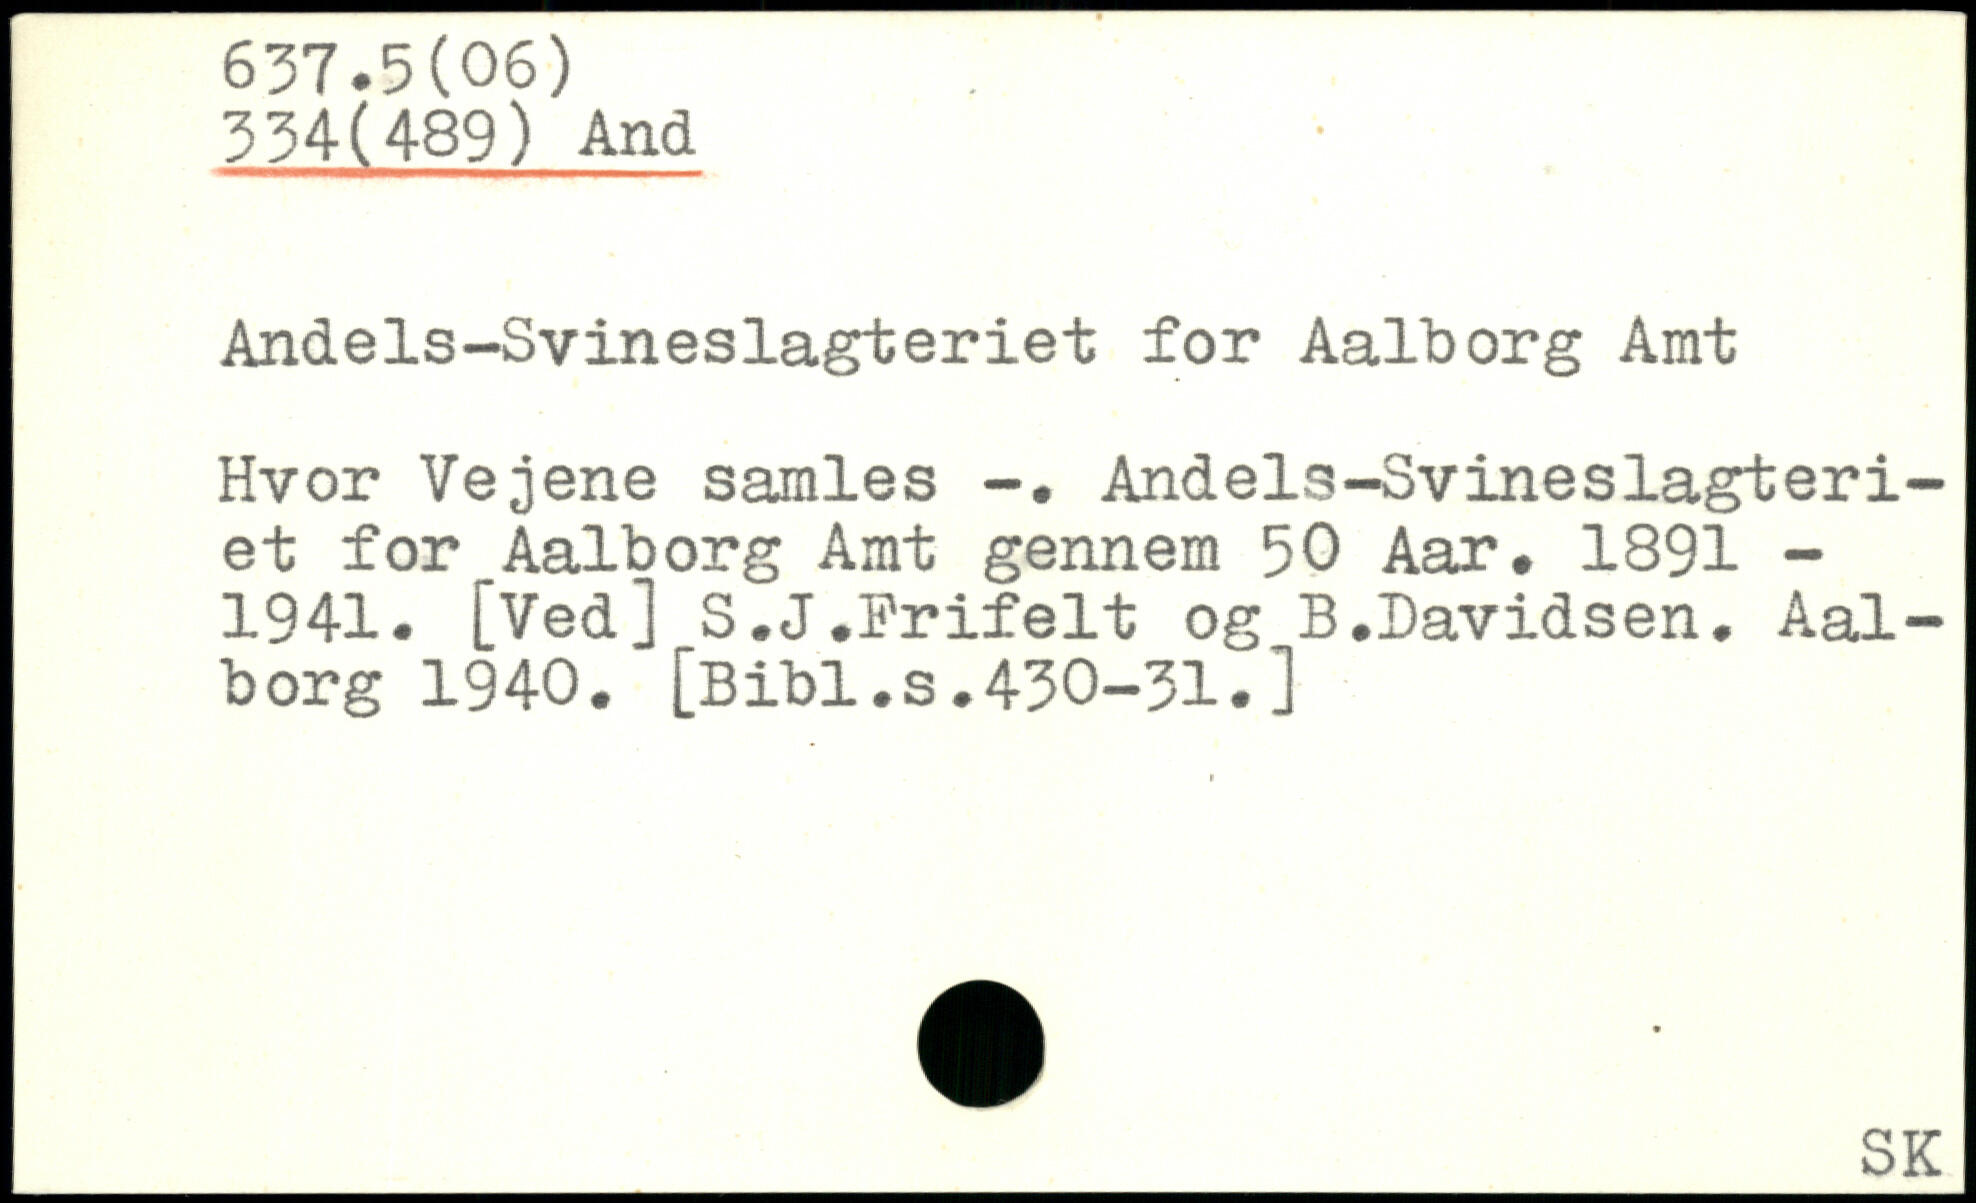 637.5(06)
334(489) And
Andels-Svineslagteriet for Aalborg Amt
Hvor Vejene samles -. Andels-Svineslagteri-
et for Aalborg Amt gennem 50 Aar. 1891 -
1941. [Ved] S.J.Frifelt og B.Davidsen. Aal-
borg 1940. [Bibl.s.430-31.]
SK